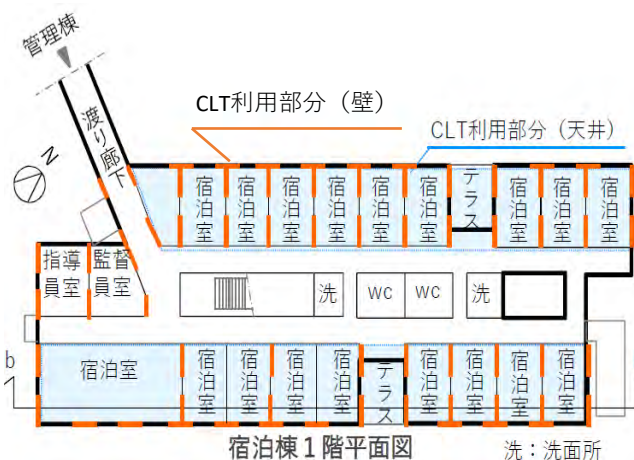 管理棟
渡り廊下
CLT利用部分（壁）
CLT利用部分（天井）
N
宿泊室
宿泊室
宿泊室
宿泊室
宿泊室
宿泊室
テラス
宿泊室
宿泊室
宿泊室
指導員室
監督員室
洗
WC
WC
洗
b
宿泊室
宿泊室
宿泊室
宿泊室
宿泊室
テラス
宿泊室
宿泊室
宿泊室
宿泊室
宿泊棟１階平面図
洗：洗面所